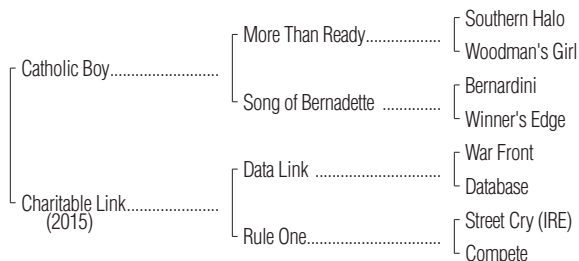 Southern Halo
More Than Ready..................
Woodman's Girl
Catholic Boy..........................
Bernardini
Song of Bernadette ..............
Winner's Edge
War Front
Data Link ..............................
Database
Charitable Link......................
(2015)
Street Cry (IRE)
Rule One................................
Compete